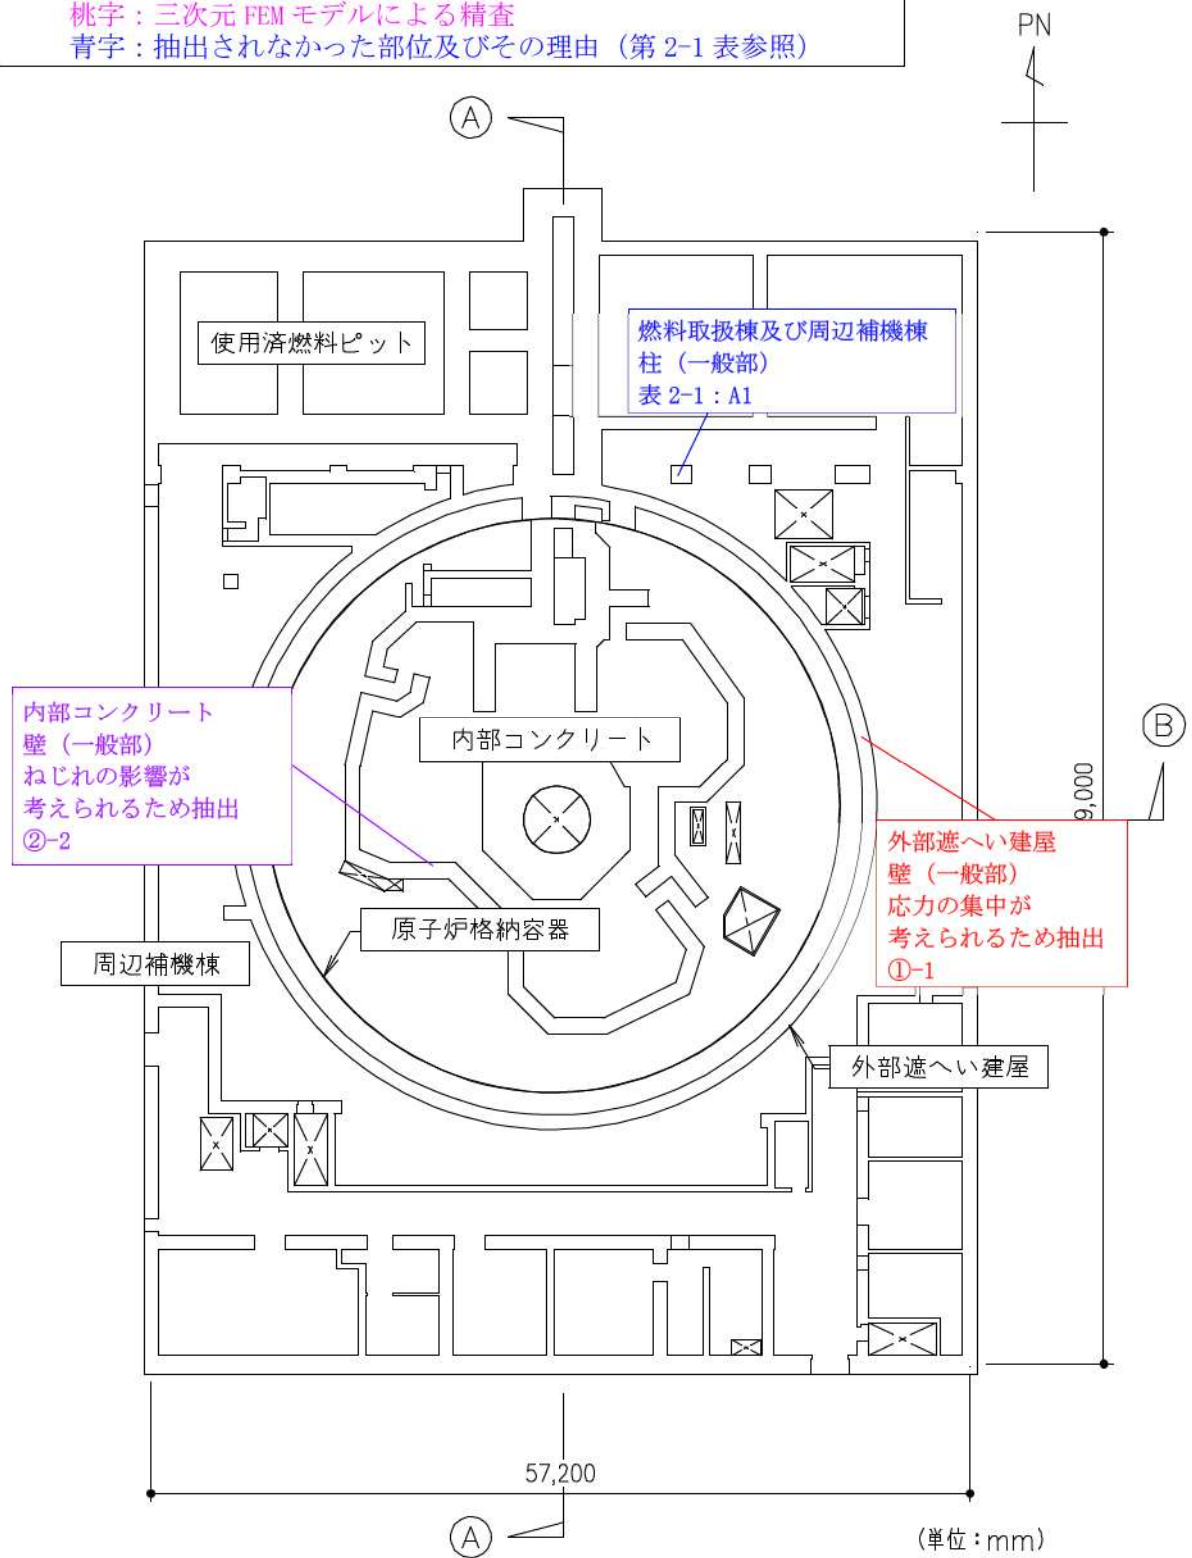 桃字：三次元 FEM モデルによる精査
青字：抽出されなかった部位及びその理由（第 2-1 表参照）
PN
A
使用済燃料ピット
燃料取扱棟及び周辺補機棟
柱（一般部）
表 2-1：A1
内部コンクリート
壁（一般部）
ねじれの影響が
考えられるため抽出
②-2
内部コンクリート
B
9,000
外部遮へい建屋
壁（一般部）
応力の集中が
考えられるため抽出
①-1
原子炉格納容器
周辺補機棟
外部遮へい建屋
57,200
A
（単位：mm）